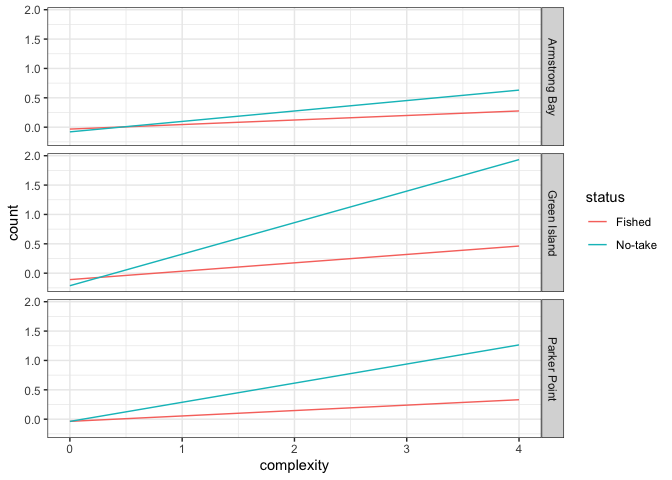 2.0
1.5
1.0
0.5
0.0
Armstrong Bay
2.0
1.5
1.0
0.5
0.0
Green Island
2.0
1.5
1.0
0.5
0.0
Parker Point
count
0 1 2 3 4
complexity
status
Fished
No-take